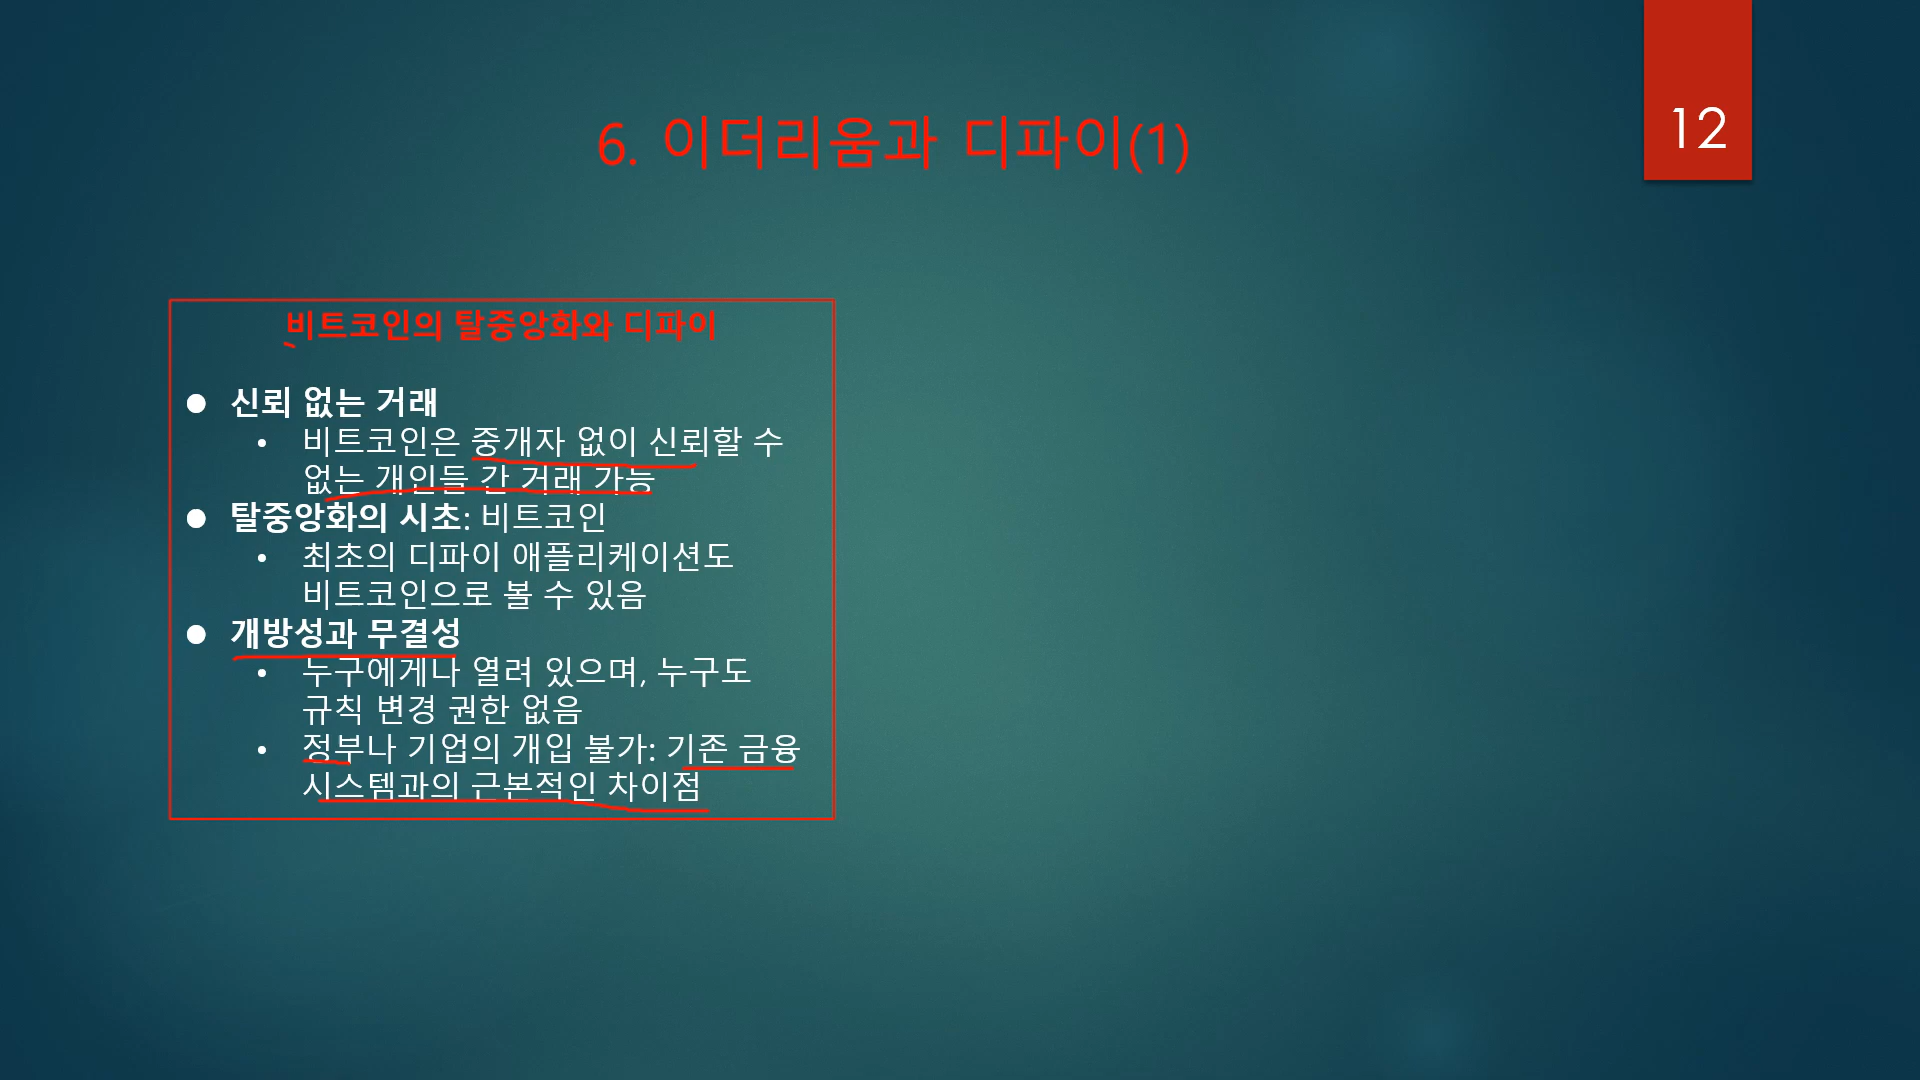 12
6. 이더리움과 디파이(1)
비트코인의 탈중앙화와 디파이
● 신뢰 없는 거래
• 비트코인은 중개자 없이 신뢰할 수
없는 개인들 간 거래 가능
● 탈중앙화의 시초: 비트코인
• 최초의 디파이 애플리케이션도
비트코인으로 볼 수 있음
● 개방성과 무결성
• 누구에게나 열려 있으며, 누구도
규칙 변경 권한 없음
• 정부나 기업의 개입 불가: 기존 금융
시스템과의 근본적인 차이점